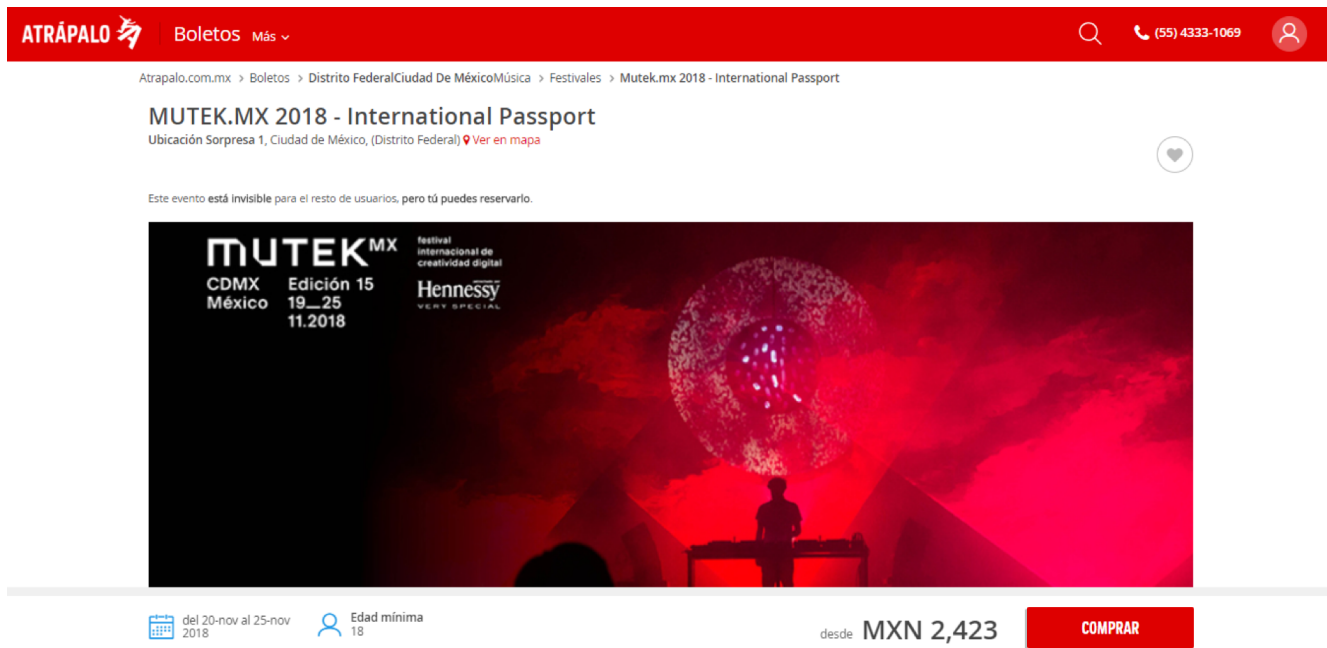 ATRÁPALO Boletos Más (55) 4333-1069
Atrapalo.com.mx > Boletos > Distrito FederalCiudad De MéxicoMúsica > Festivales > Mutek.mx 2018 - International Passport
MUTEK.MX 2018 - International Passport
Ubicación Sorpresa 1, Ciudad de México, (Distrito Federal) Ver en mapa
Este evento está invisible para el resto de usuarios, pero tú puedes reservarlo.
MUTEK MX
CDMX
México
Edición 15
19__25
11.2018
festival
internacional de
creatividad digital
Hennessy
VERY SPECIAL
del 20-nov al 25-nov
2018
Edad mínima
18
desde MXN 2,423
COMPRAR